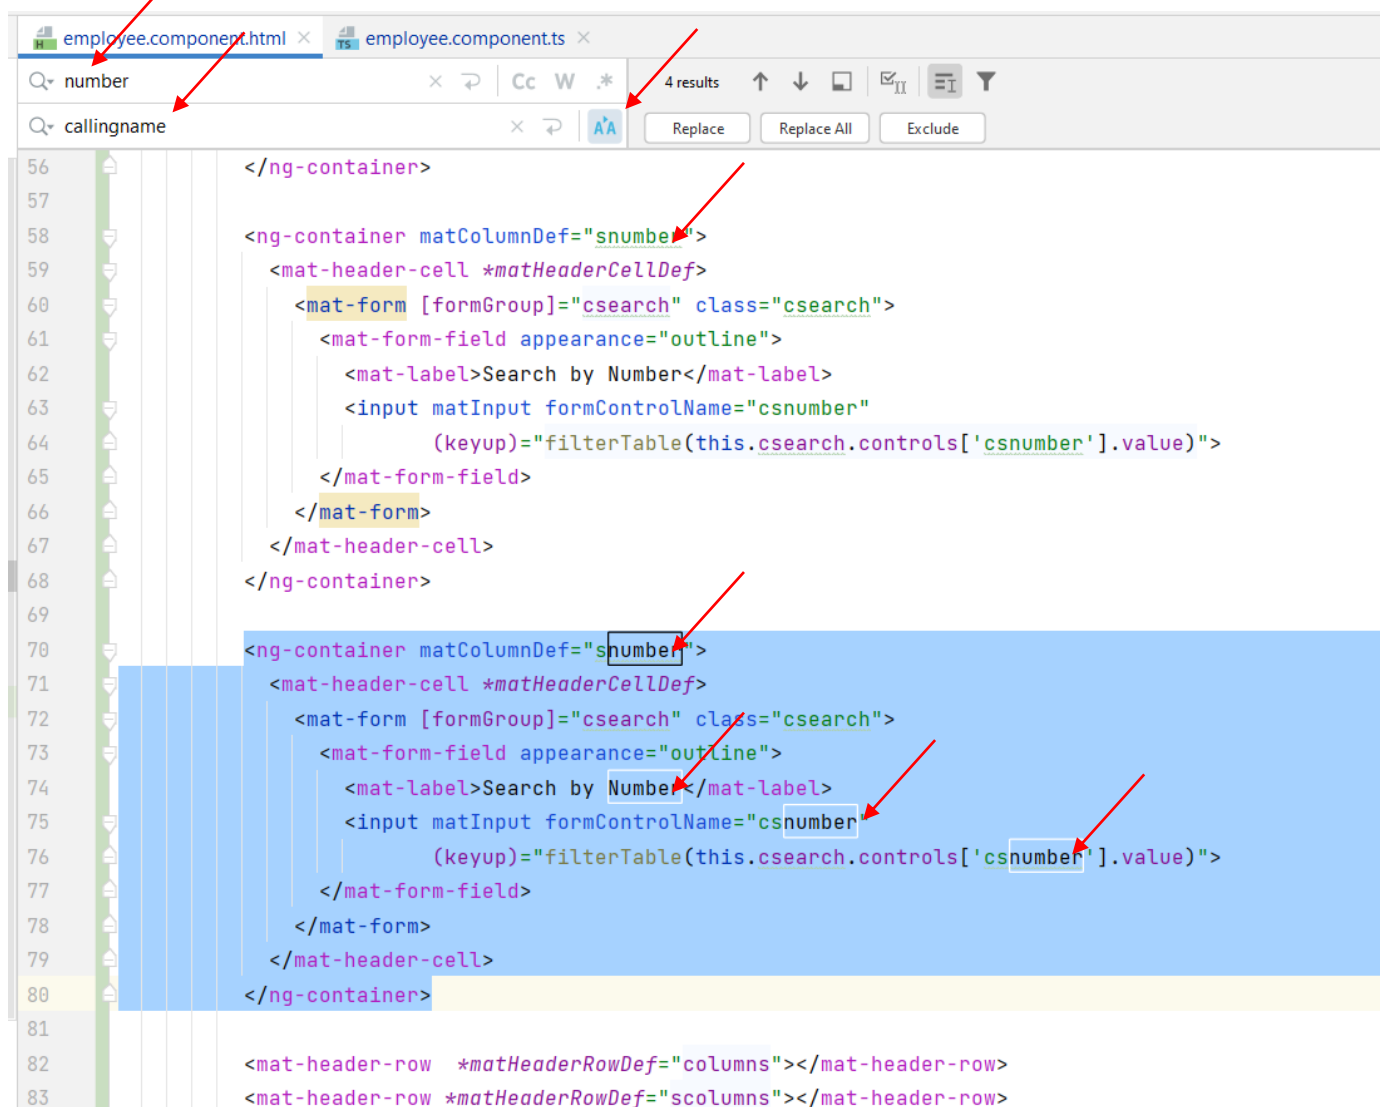 employee.component.html employee.component.ts
number Cc W .* 4 results
callingname Replace Replace All Exclude
56 </ng-container>
57
58 <ng-container matColumnDef="snumber">
59 <mat-header-cell *matHeaderCellDef>
60 <mat-form [formGroup]="csearch" class="csearch">
61 <mat-form-field appearance="outline">
62 <mat-label>Search by Number</mat-label>
63 <input matInput formControlName="csnumber"
64 (keyup)="filterTable(this.csearch.controls['csnumber'].value)">
65 </mat-form-field>
66 </mat-form>
67 </mat-header-cell>
68 </ng-container>
69
70 <ng-container matColumnDef="snumber">
71 <mat-header-cell *matHeaderCellDef>
72 <mat-form [formGroup]="csearch" class="csearch">
73 <mat-form-field appearance="outline">
74 <mat-label>Search by Number</mat-label>
75 <input matInput formControlName="csnumber"
76 (keyup)="filterTable(this.csearch.controls['csnumber'].value)">
77 </mat-form-field>
78 </mat-form>
79 </mat-header-cell>
80 </ng-container>
81
82 <mat-header-row  *matHeaderRowDef="columns"></mat-header-row>
83 <mat-header-row *matHeaderRowDef="scolumns"></mat-header-row>